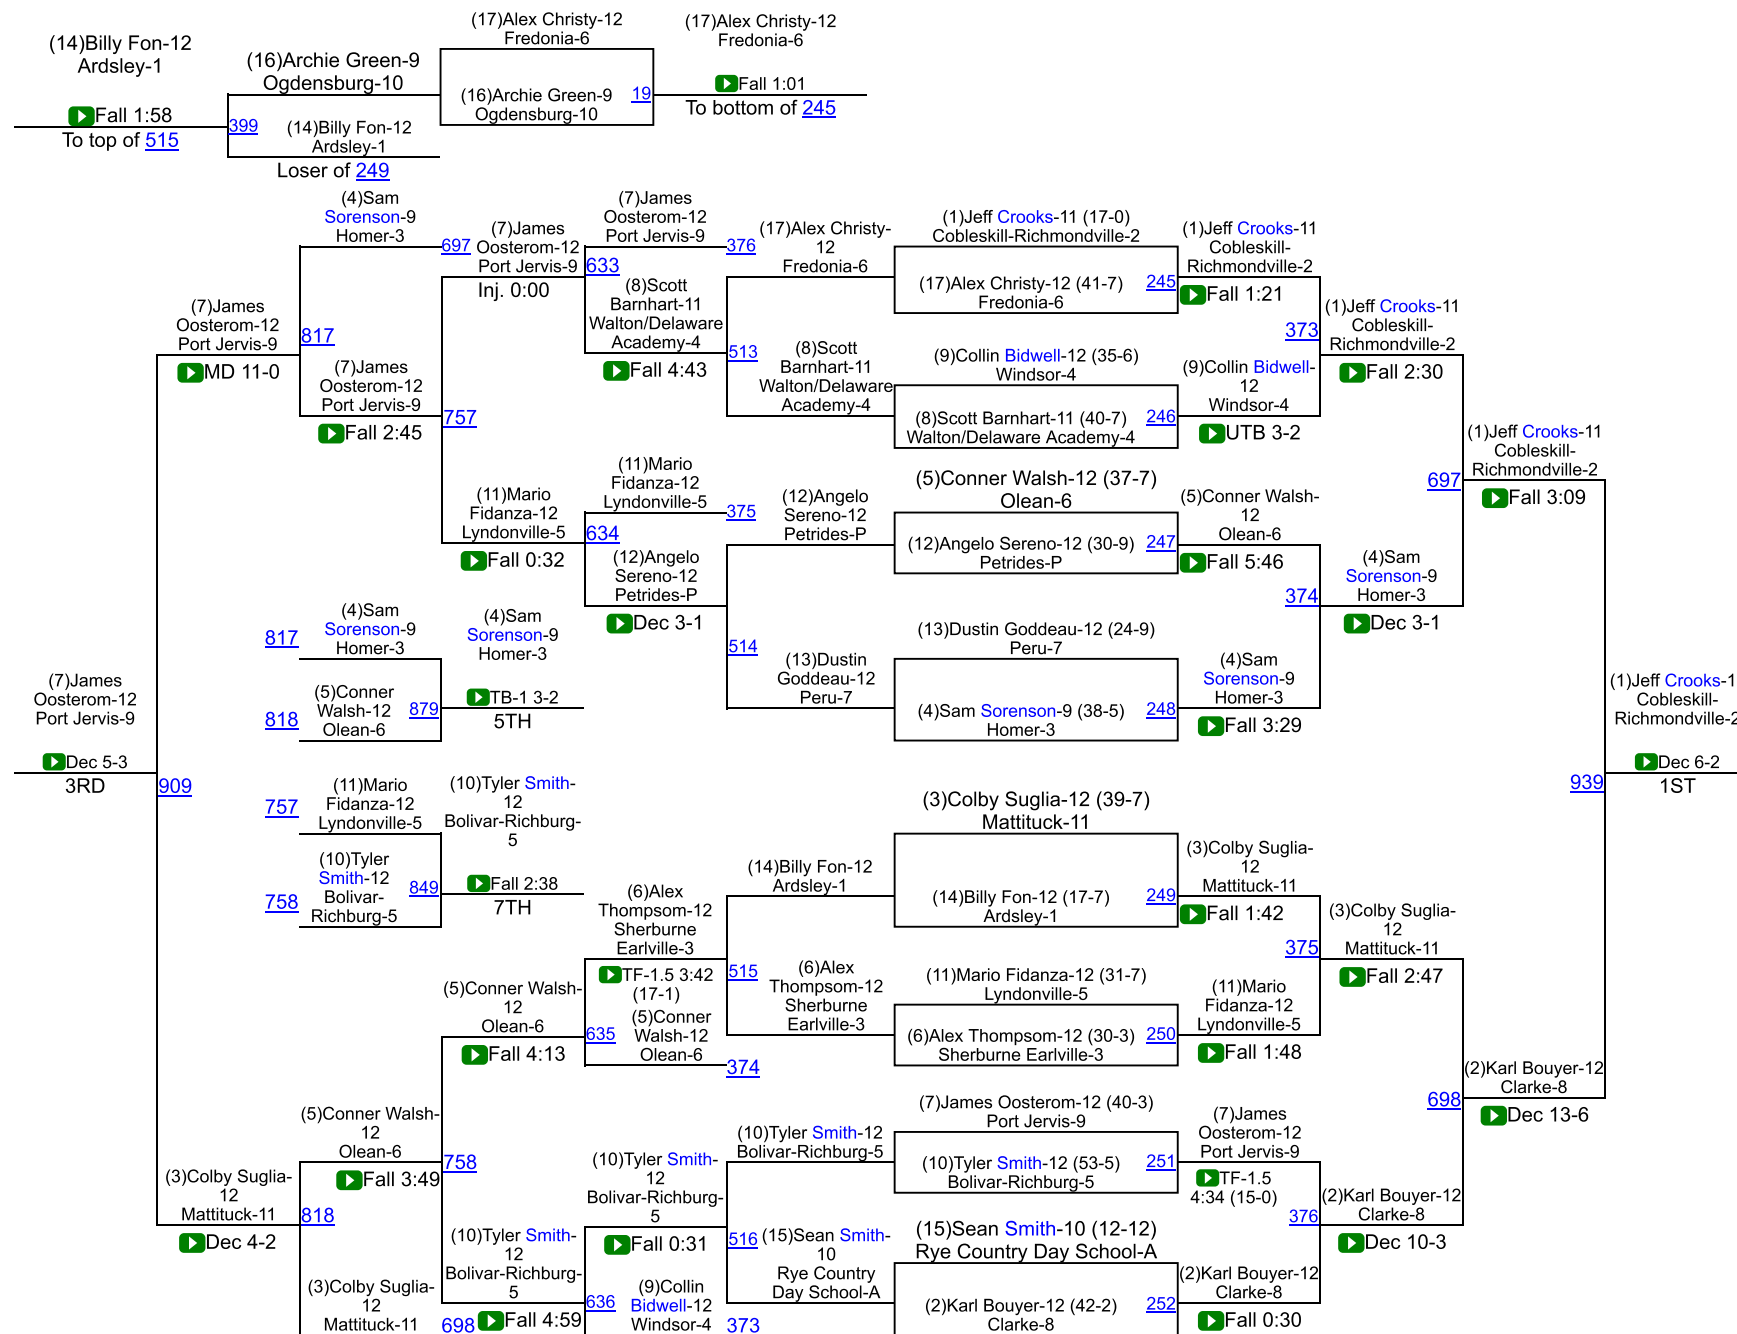 (14)Billy Fon-12
Ardsley-1
Fall 1:58
To top of 515
(16)Archie Green-9
Ogdensburg-10
399
(14)Billy Fon-12
Ardsley-1
Loser of 249
(17)Alex Christy-12
Fredonia-6
(16)Archie Green-9
Ogdensburg-10
19
(17)Alex Christy-12
Fredonia-6
Fall 1:01
To bottom of 245
(4)Sam
Sorenson-9
Homer-3
697
(7)James
Oosterom-12
Port Jervis-9
Inj. 0:00
(7)James
Oosterom-12
Port Jervis-9
376
633
(8)Scott
Barnhart-11
Walton/Delaware
Academy-4
Fall 4:43
(17)Alex Christy-
12
Fredonia-6
513
(8)Scott
Barnhart-11
Walton/Delaware
Academy-4
(1)Jeff Crooks-11 (17-0)
Cobleskill-Richmondville-2
(17)Alex Christy-12 (41-7)
Fredonia-6
245
(1)Jeff Crooks-11
Cobleskill-
Richmondville-2
Fall 1:21
(9)Collin Bidwell-12 (35-6)
Windsor-4
(8)Scott Barnhart-11 (40-7)
Walton/Delaware Academy-4
246
(9)Collin Bidwell-
12
Windsor-4
UTB 3-2
373
(1)Jeff Crooks-11
Cobleskill-
Richmondville-2
Fall 2:30
(7)James
Oosterom-12
Port Jervis-9
MD 11-0
817
(7)James
Oosterom-12
Port Jervis-9
Fall 2:45
757
(11)Mario
Fidanza-12
Lyndonville-5
Fall 0:32
(11)Mario
Fidanza-12
Lyndonville-5
375
634
(12)Angelo
Sereno-12
Petrides-P
Dec 3-1
(12)Angelo
Sereno-12
Petrides-P
514
(13)Dustin
Goddeau-12
Peru-7
(5)Conner Walsh-12 (37-7)
Olean-6
(12)Angelo Sereno-12 (30-9)
Petrides-P
247
(5)Conner Walsh-
12
Olean-6
Fall 5:46
(13)Dustin Goddeau-12 (24-9)
Peru-7
(4)Sam Sorenson-9 (38-5)
Homer-3
248
(4)Sam
Sorenson-9
Homer-3
Fall 3:29
374
(4)Sam
Sorenson-9
Homer-3
Dec 3-1
697
(1)Jeff Crooks-11
Cobleskill-
Richmondville-2
Fall 3:09
817
(4)Sam
Sorenson-9
Homer-3
818
(5)Conner
Walsh-12
Olean-6
879
(4)Sam
Sorenson-9
Homer-3
TB-1 3-2
5TH
(7)James
Oosterom-12
Port Jervis-9
Dec 5-3
3RD
909
757
(11)Mario
Fidanza-12
Lyndonville-5
758
(10)Tyler
Smith-12
Bolivar-
Richburg-5
849
(10)Tyler Smith-
12
Bolivar-Richburg-
5
Fall 2:38
7TH
(1)Jeff Crooks-1
Cobleskill-
Richmondville-2
Dec 6-2
1ST
939
(6)Alex
Thompsom-12
Sherburne
Earlville-3
TF-1.5 3:42
(17-1)
635
(5)Conner
Walsh-12
Olean-6
374
(14)Billy Fon-12
Ardsley-1
515
(6)Alex
Thompsom-12
Sherburne
Earlville-3
(3)Colby Suglia-12 (39-7)
Mattituck-11
(14)Billy Fon-12 (17-7)
Ardsley-1
249
(3)Colby Suglia-
12
Mattituck-11
Fall 1:42
(11)Mario Fidanza-12 (31-7)
Lyndonville-5
(6)Alex Thompsom-12 (30-3)
Sherburne Earlville-3
250
(11)Mario
Fidanza-12
Lyndonville-5
Fall 1:48
375
(3)Colby Suglia-
12
Mattituck-11
Fall 2:47
(5)Conner Walsh-
12
Olean-6
Fall 4:13
(5)Conner Walsh-
12
Olean-6
Fall 3:49
758
(3)Colby Suglia-
12
Mattituck-11
Dec 4-2
818
(3)Colby Suglia-
12
Mattituck-11
698
(10)Tyler Smith-
12
Bolivar-Richburg-
5
Fall 4:59
(10)Tyler Smith-
12
Bolivar-Richburg-
5
Fall 0:31
636
(9)Collin
Bidwell-12
Windsor-4
373
(10)Tyler Smith-12
Bolivar-Richburg-5
516
(15)Sean Smith-
10
Rye Country
Day School-A
(7)James Oosterom-12 (40-3)
Port Jervis-9
(10)Tyler Smith-12 (53-5)
Bolivar-Richburg-5
251
(7)James
Oosterom-12
Port Jervis-9
TF-1.5
4:34 (15-0)
(15)Sean Smith-10 (12-12)
Rye Country Day School-A
(2)Karl Bouyer-12 (42-2)
Clarke-8
252
(2)Karl Bouyer-12
Clarke-8
Fall 0:30
376
(2)Karl Bouyer-12
Clarke-8
Dec 10-3
698
(2)Karl Bouyer-12
Clarke-8
Dec 13-6